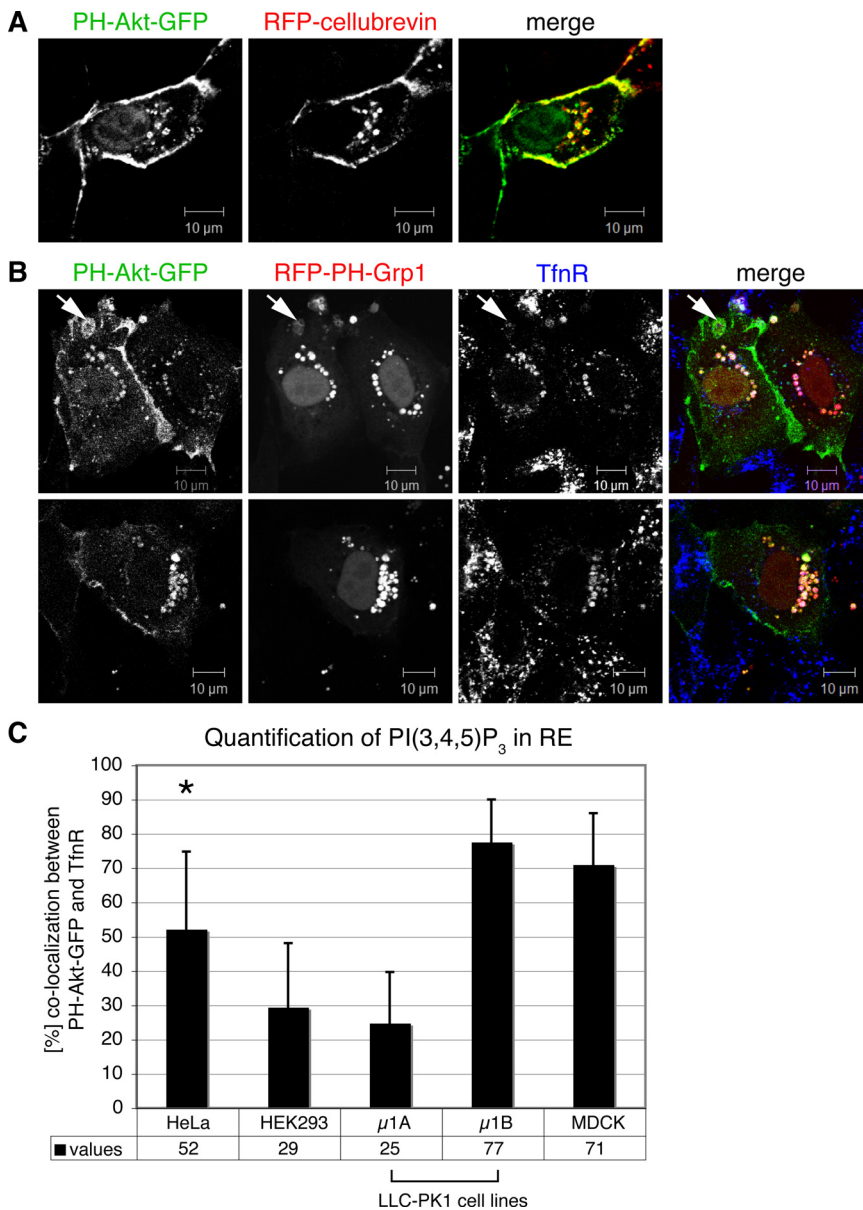 A
PH-Akt-GFP RFP-cellubrevin merge
10 µm 10 µm 10 µm
B
PH-Akt-GFP RFP-PH-Grp1 TfnR merge
10 µm 10 µm 10 µm 10 µm
10 µm 10 µm 10 µm 10 µm
C
Quantification of PI(3,4,5)P3 in RE
[%] co-localization between
PH-Akt-GFP and TfnR
100
90
80
70
60
50
40
30
20
10
0
*
HeLa HEK293 µ1A µ1B MDCK
values 52 29 25 77 71
LLC-PK1 cell lines